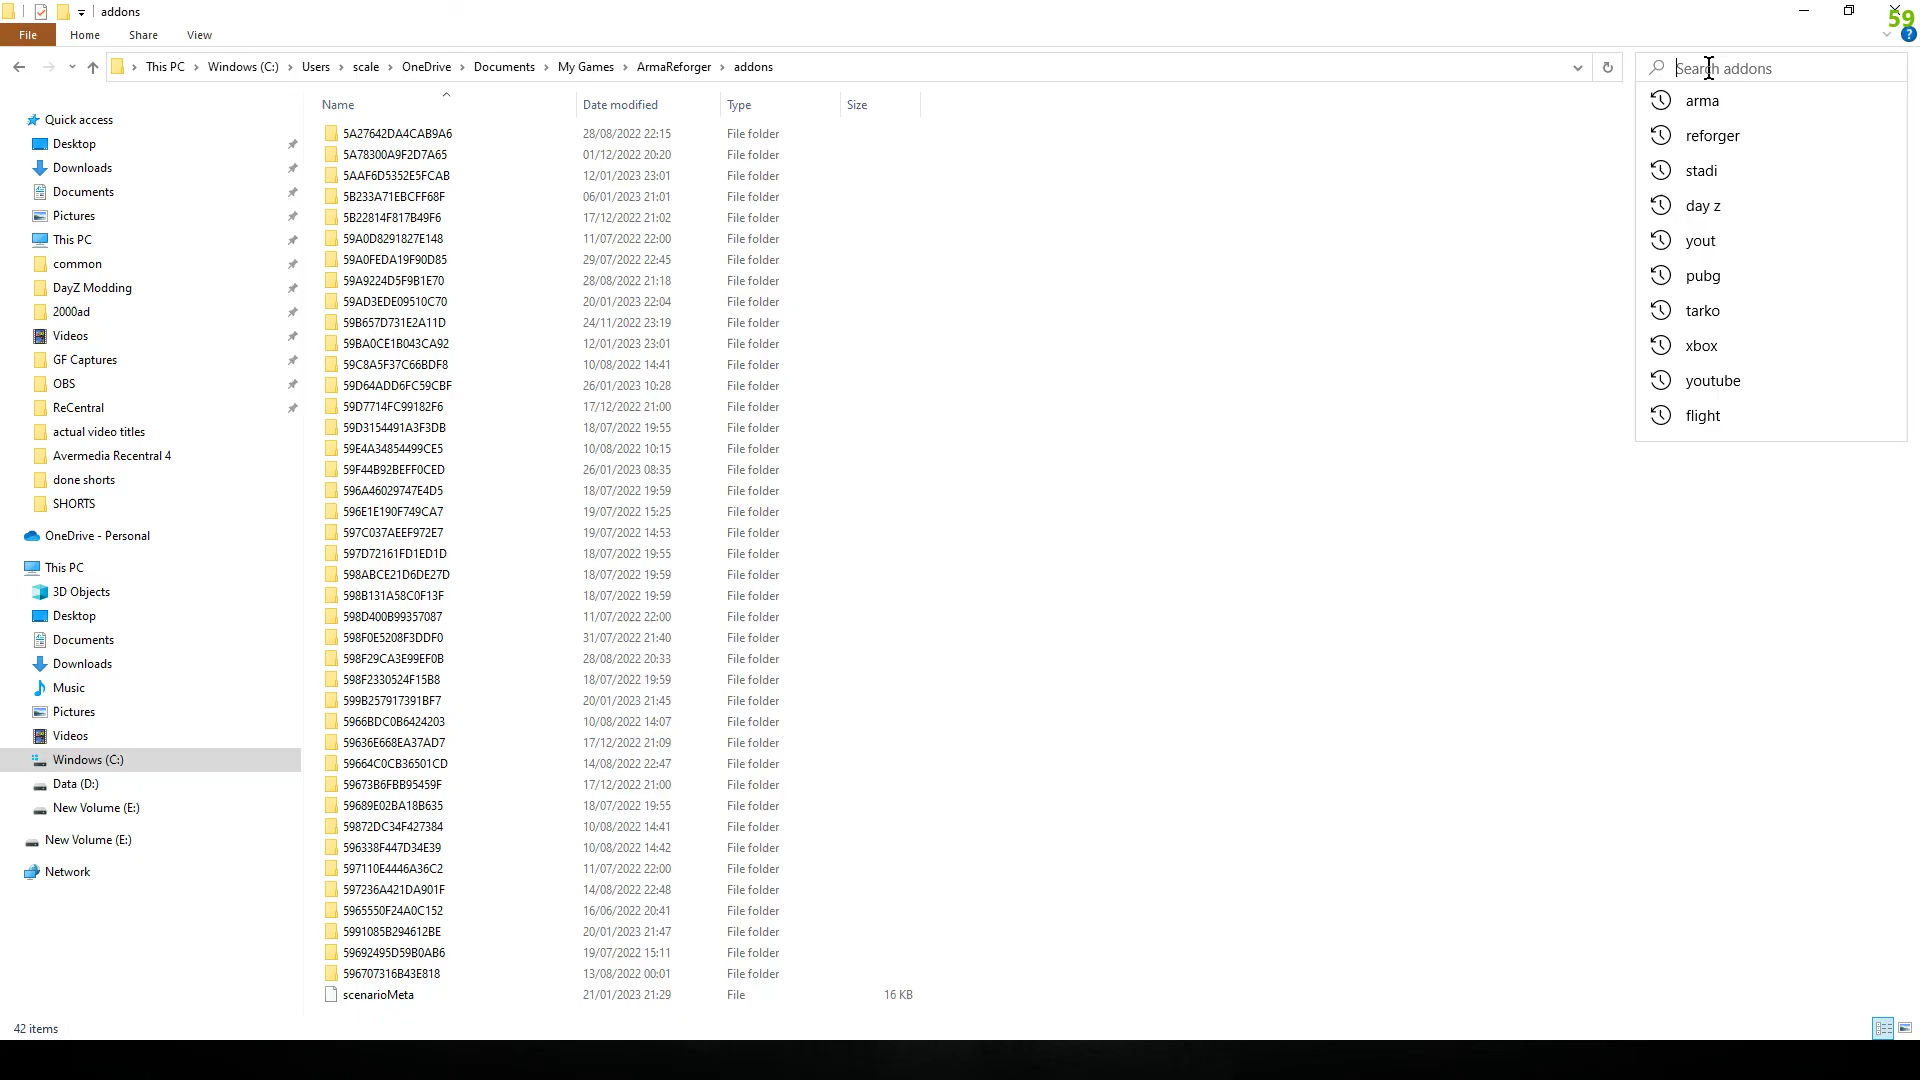 addons
59
File Home Share View
This PC Windows (C:) Users scale OneDrive Documents My Games ArmaReforger addons
Search addons
arma
reforger
stadi
day z
yout
pubg
tarko
xbox
youtube
flight
Quick access
Desktop
Downloads
Documents
Pictures
This PC
common
DayZ Modding
2000ad
Videos
GF Captures
OBS
ReCentral
actual video titles
Avermedia Recentral 4
done shorts
SHORTS
OneDrive - Personal
This PC
3D Objects
Desktop
Documents
Downloads
Music
Pictures
Videos
Windows (C:)
Data (D:)
New Volume (E:)
New Volume (E:)
Network
Name Date modified Type Size
5A27642DA4CAB9A6 28/08/2022 22:15 File folder
5A78300A9F2D7A65 01/12/2022 20:20 File folder
5AAF6D5352E5FCAB 12/01/2023 23:01 File folder
5B233A71EBCFF68F 06/01/2023 21:01 File folder
5B22814F817B49F6 17/12/2022 21:02 File folder
59A0D8291827E148 11/07/2022 22:00 File folder
59A0FEDA19F90D85 29/07/2022 22:45 File folder
59A9224D5F9B1E70 28/08/2022 21:18 File folder
59AD3EDE09510C70 20/01/2023 22:04 File folder
59B657D731E2A11D 24/11/2022 23:19 File folder
59BA0CE1B043CA92 12/01/2023 23:01 File folder
59C8A5F37C66BDF8 10/08/2022 14:41 File folder
59D64ADD6FC59CBF 26/01/2023 10:28 File folder
59D7714FC99182F6 17/12/2022 21:00 File folder
59D3154491A3F3DB 18/07/2022 19:55 File folder
59E4A34854499CE5 10/08/2022 10:15 File folder
59F44B92BEFF0CED 26/01/2023 08:35 File folder
596A46029747E4D5 18/07/2022 19:59 File folder
596E1E190F749CA7 19/07/2022 15:25 File folder
597C037AEEF972E7 19/07/2022 14:53 File folder
597D72161FD1ED1D 18/07/2022 19:55 File folder
598ABCE21D6DE27D 18/07/2022 19:59 File folder
598B131A58C0F13F 18/07/2022 19:59 File folder
598D400B99357087 11/07/2022 22:00 File folder
598F0E5208F3DDF0 31/07/2022 21:40 File folder
598F29CA3E99EF0B 28/08/2022 20:33 File folder
598F2330524F15B8 18/07/2022 19:59 File folder
599B257917391BF7 20/01/2023 21:45 File folder
5966BDC0B6424203 10/08/2022 14:07 File folder
59636E668EA37AD7 17/12/2022 21:09 File folder
59664C0CB36501CD 14/08/2022 22:47 File folder
59673B6FBB95459F 17/12/2022 21:00 File folder
59689E02BA18B635 18/07/2022 19:55 File folder
59872DC34F427384 10/08/2022 14:41 File folder
596338F447D34E39 10/08/2022 14:42 File folder
597110E4446A36C2 11/07/2022 22:00 File folder
597236A421DA901F 14/08/2022 22:48 File folder
5965550F24A0C152 16/06/2022 20:41 File folder
5991085B294612BE 20/01/2023 21:47 File folder
59692495D59B0AB6 19/07/2022 15:11 File folder
596707316B43E818 13/08/2022 00:01 File folder
scenarioMeta 21/01/2023 21:29 File 16 KB
42 items